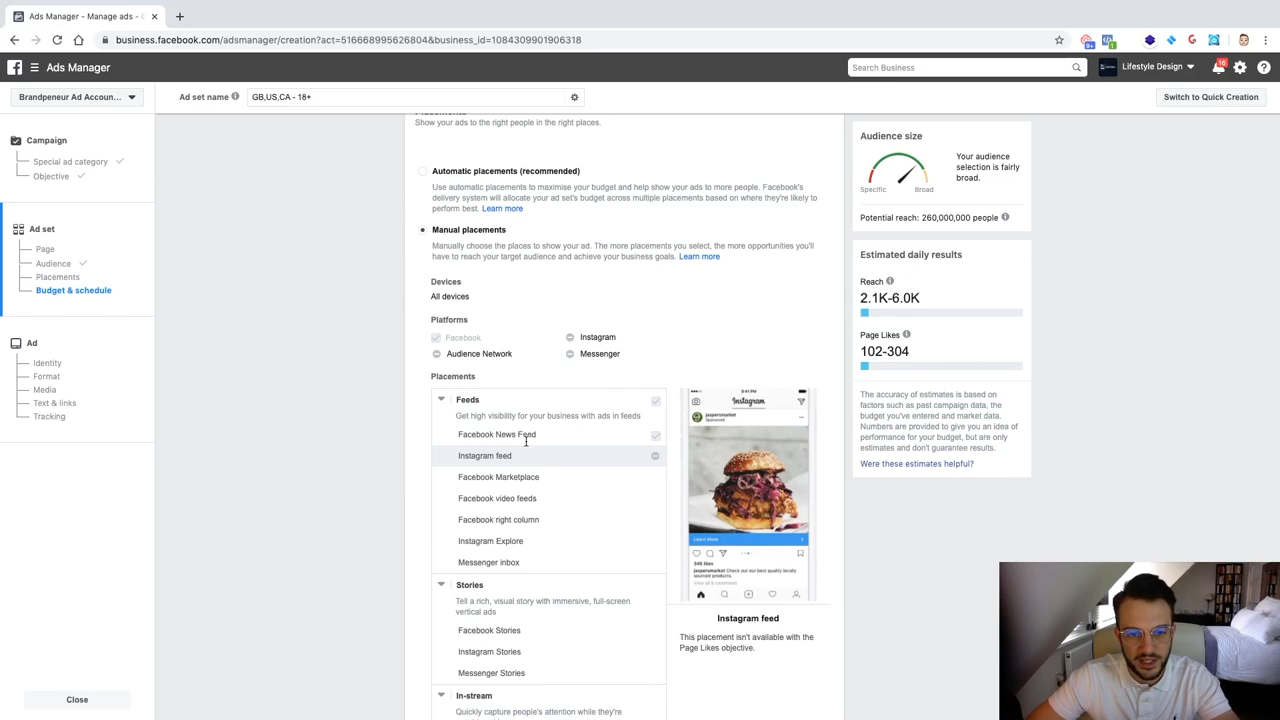 Ads Manager - Manage ads - C
business.facebook.com/adsmanager/creation?act=516668995626804&business_id=1084309901906318
Ads Manager
Search Business
Lifestyle Design
16
Brandpeneur Ad Accoun...
Ad set name
GB,US,CA - 18+
Switch to Quick Creation
Campaign
Special ad category
Objective
Ad set
Page
Audience
Placements
Budget & schedule
Ad
Identity
Format
Media
Text & links
Tracking
Close
Placements
Show your ads to the right people in the right places.
Automatic placements (recommended)
Use automatic placements to maximise your budget and help show your ads to more people. Facebook's
delivery system will allocate your ad set's budget across multiple placements based on where they're likely to
perform best. Learn more
Manual placements
Manually choose the places to show your ad. The more placements you select, the more opportunities you'll
have to reach your target audience and achieve your business goals. Learn more
Devices
All devices
Platforms
Facebook
Instagram
Audience Network
Messenger
Placements
Feeds
Get high visibility for your business with ads in feeds
Facebook News Feed
Instagram feed
Facebook Marketplace
Facebook video feeds
Facebook right column
Instagram Explore
Messenger inbox
Stories
Tell a rich, visual story with immersive, full-screen
vertical ads
Facebook Stories
Instagram Stories
Messenger Stories
In-stream
Quickly capture people's attention while they're
Instagram
jaspersmarket
Sponsored
Learn More
Instagram feed
This placement isn't available with the
Page Likes objective.
Audience size
Your audience
selection is fairly
broad.
Specific
Broad
Potential reach: 260,000,000 people
Estimated daily results
Reach
2.1K-6.0K
Page Likes
102-304
The accuracy of estimates is based on
factors such as past campaign data, the
budget you've entered and market data.
Numbers are provided to give you an idea of
performance for your budget, but are only
estimates and don't guarantee results.
Were these estimates helpful?